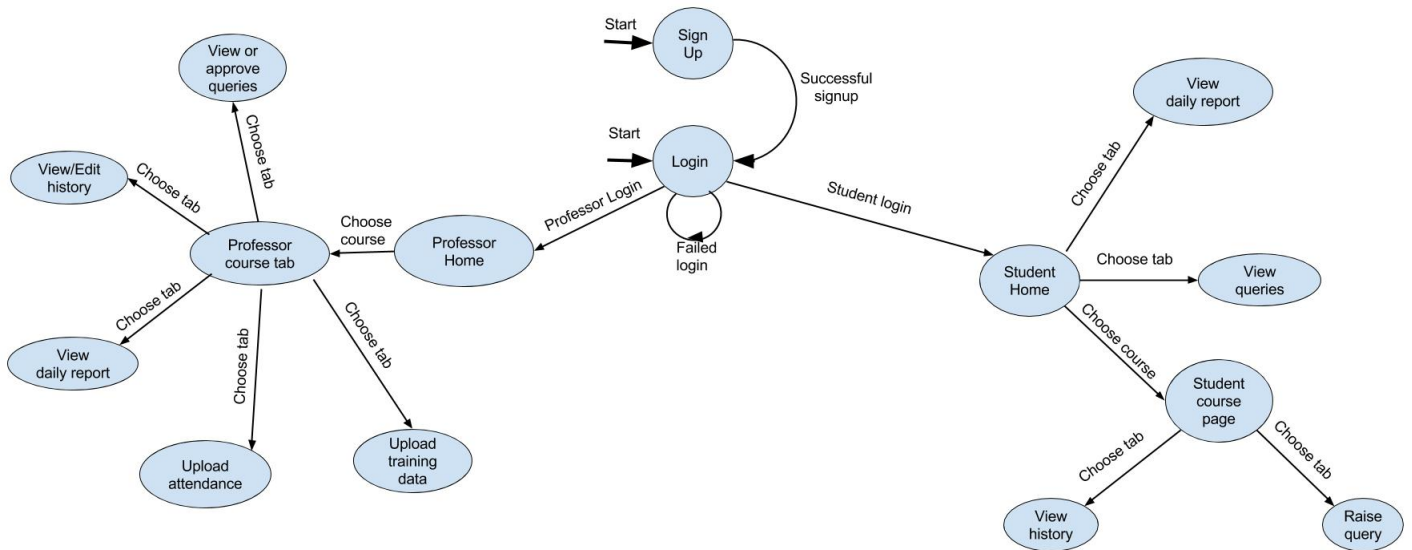 Start
Sign
Up
Successful
signup
Start
Login
Failed
login
Professor Login
Student login
Professor
Home
Choose
course
Professor
course tab
Choose tab
View or
approve
queries
Choose tab
View/Edit
history
Choose tab
View
daily report
Choose tab
Upload
attendance
Choose tab
Upload
training
data
Student
Home
Choose tab
View
daily report
Choose tab
View
queries
Choose course
Student
course
page
Choose tab
View
history
Choose tab
Raise
query